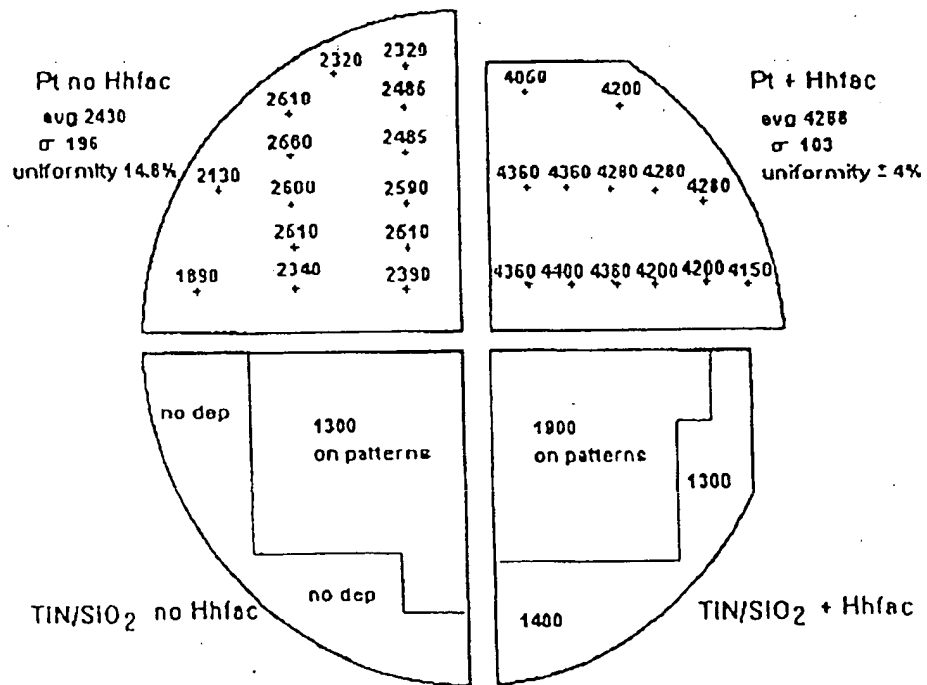 Pt no Hhfac
avg 2430
σ 196
uniformity 14.8%
2320
2320
2610
2485
2660
2485
2130
2600
2590
2610
2610
1890
2340
2390
Pt + Hhfac
avg 4268
σ 103
uniformity ± 4%
4060
4200
4360 4360 4280 4280
4280
4360 4400 4360 4200 4200 4150
no dep
1300
on patterns
no dep
TiN/SiO2 no Hhfac
1900
on patterns
1300
1400
TiN/SiO2 + Hhfac